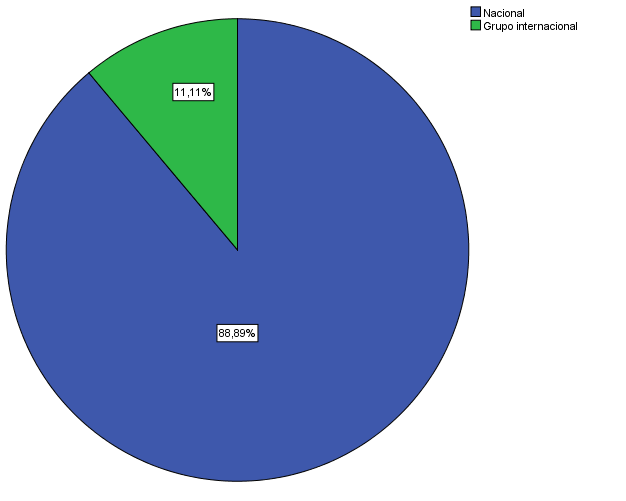 Nacional
Grupo internacional
11,11%
88,89%